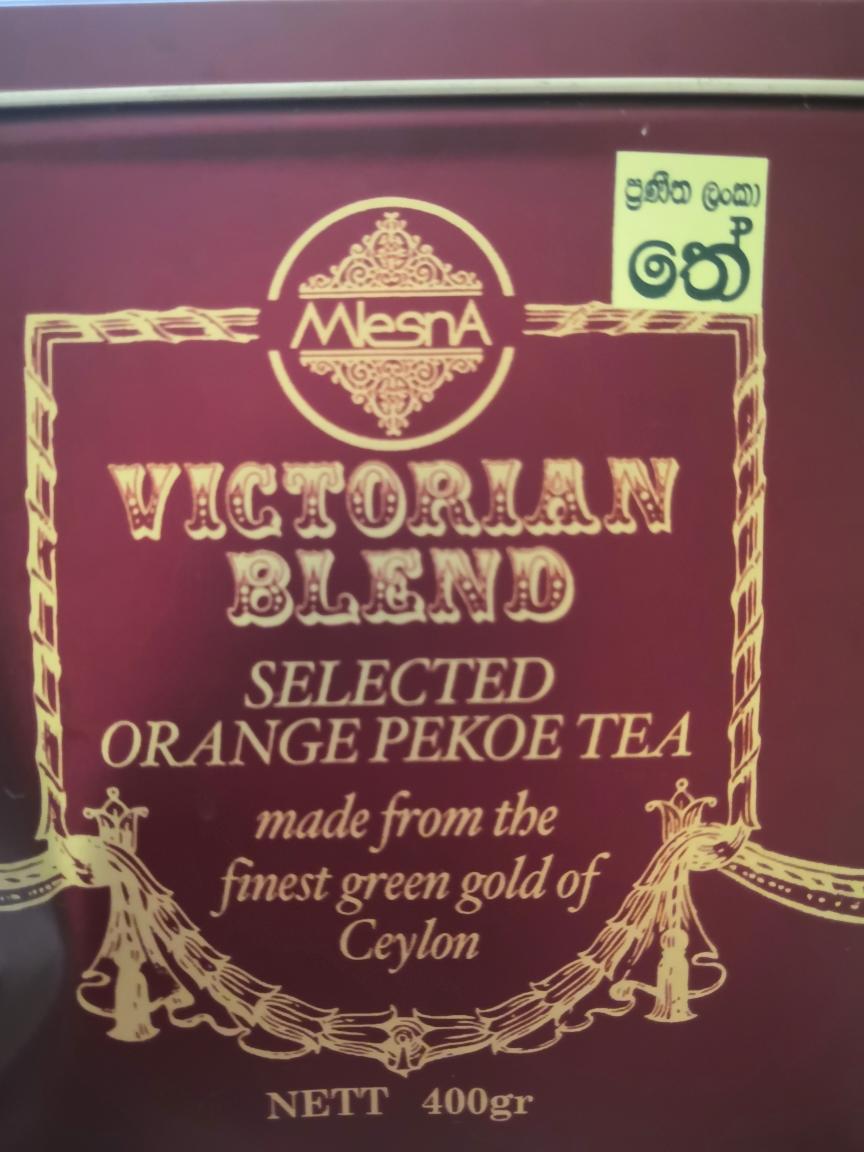 ප්‍රණීත ලංකා
තේ
MlesnA
VICTORIAN
BLEND
SELECTED
ORANGE PEKOE TEA
made from the
finest green gold of
Ceylon
NETT 400gr